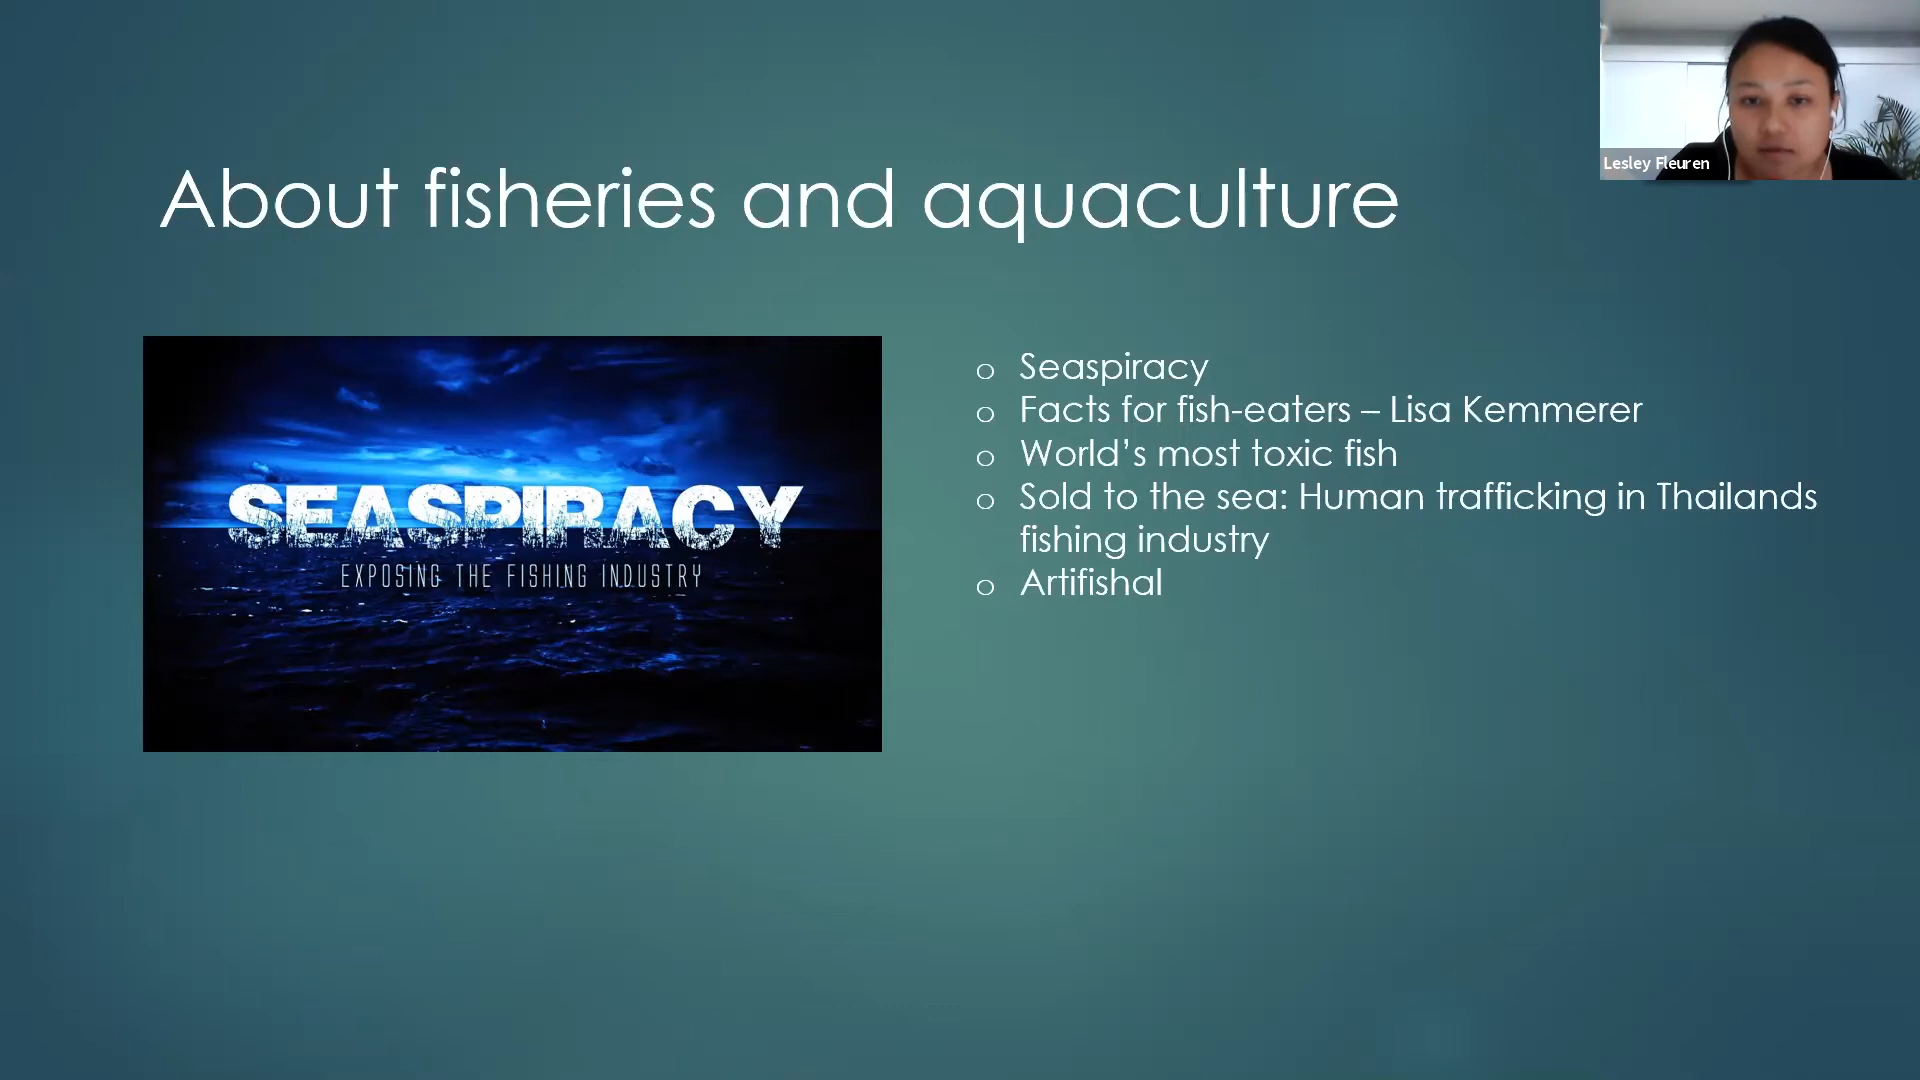 Lesley Fleuren
About fisheries and aquaculture
SEASPIRACY
EXPOSING THE FISHING INDUSTRY
o Seaspiracy
o Facts for fish-eaters – Lisa Kemmerer
o World’s most toxic fish
o Sold to the sea: Human trafficking in Thailands
fishing industry
o Artifishal